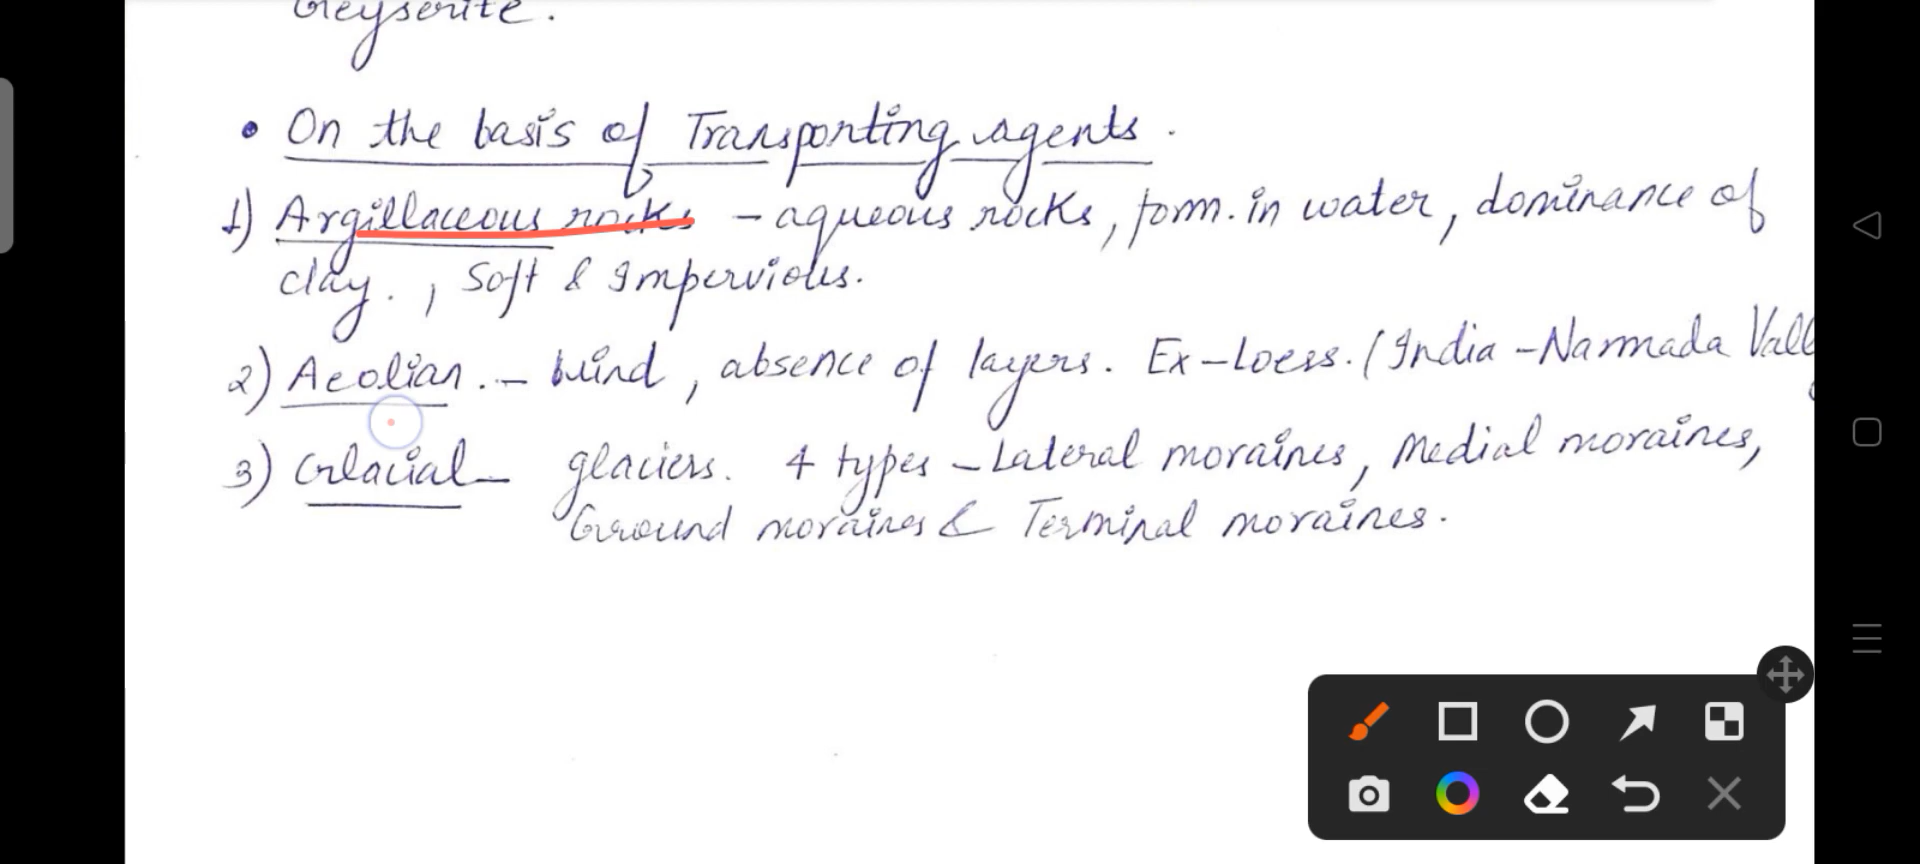 Geyserite.
• On the basis of Transporting agents.
1) Argillaceous rocks - aqueous rocks, form. in water, dominance of
clay. , Soft & Impervious.
2) Aeolian. - Wind, absence of layers. Ex-Loess. (India - Narmada Vall
3) Glacial - glaciers. 4 types - Lateral moraines, Medial moraines,
Ground moraines & Terminal moraines.